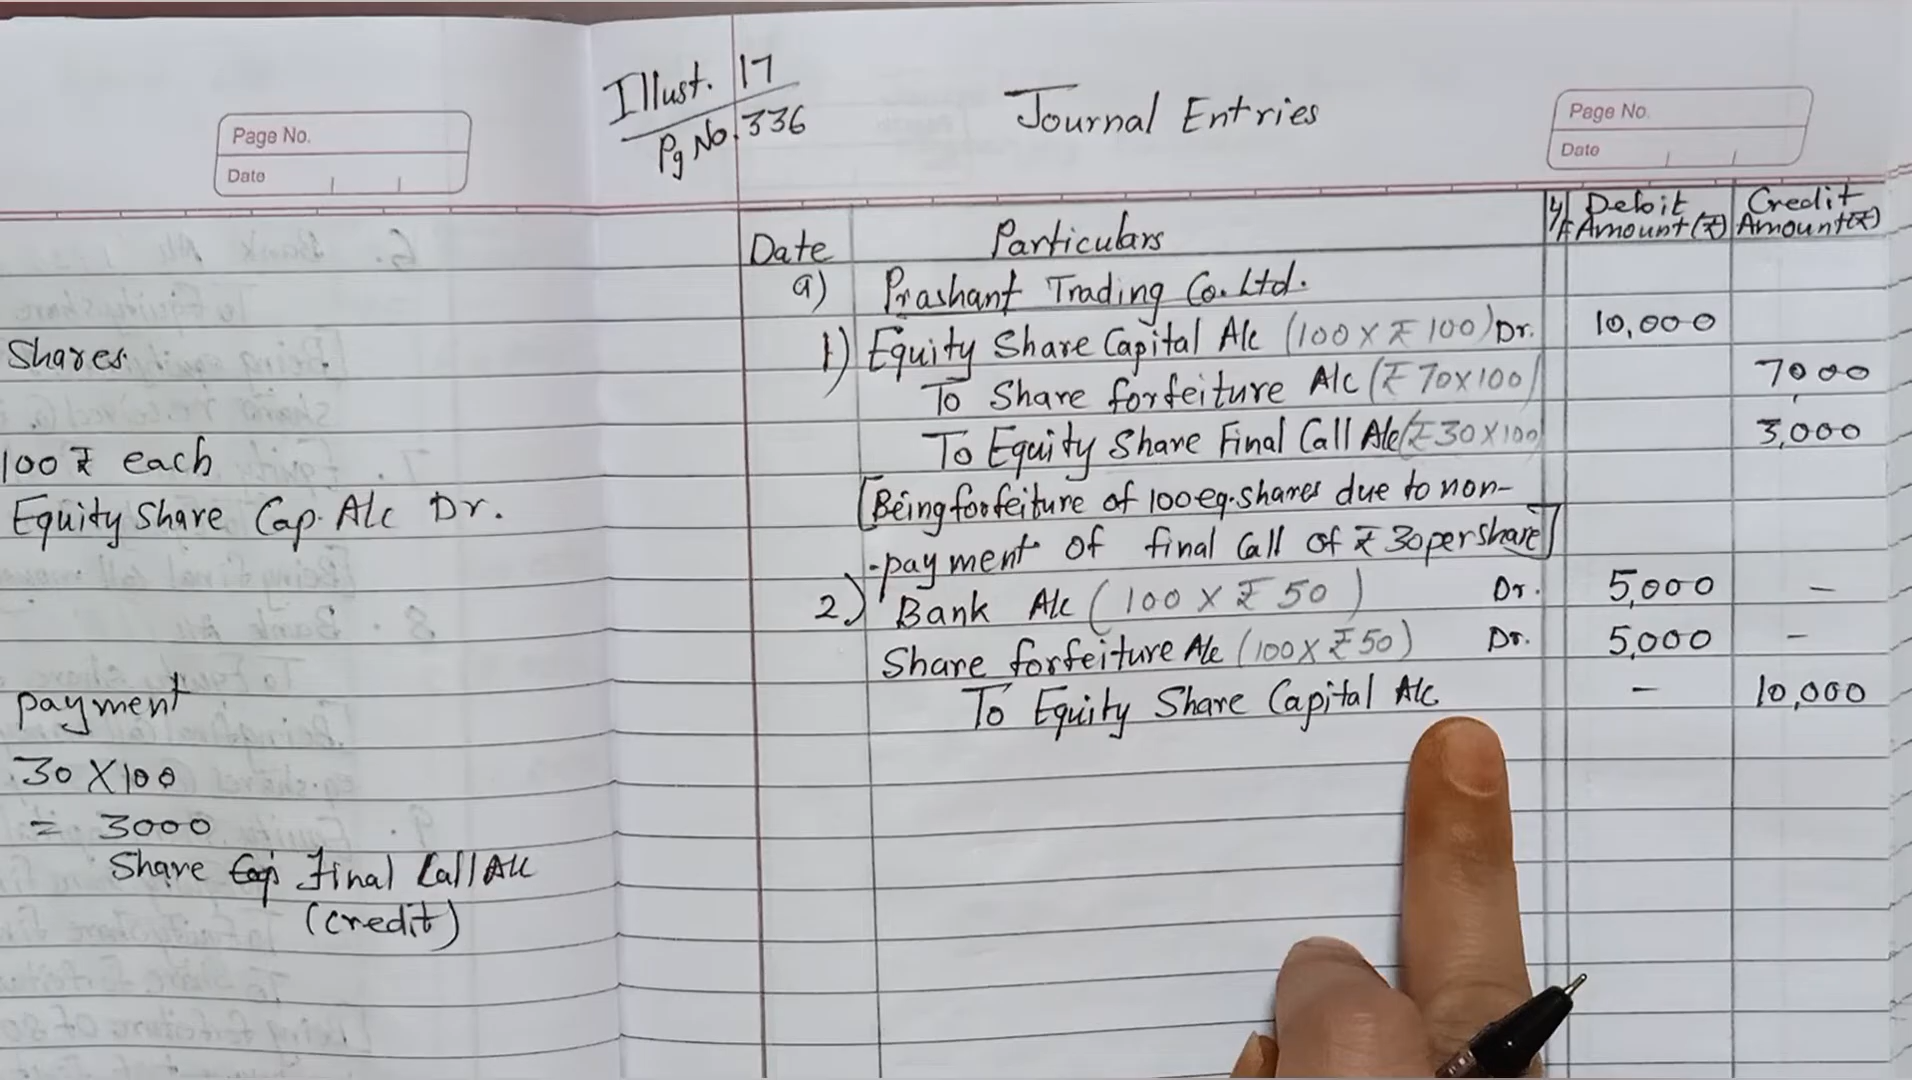 Page No.
Date
Shares.
100 ₹ each
Equity Share Cap. A/c Dr.
payment
30 X 100
= 3000
Share Cap Final Call A/c
(credit)
Illust. 17
Pg No. 336
Journal Entries
Page No.
Date
Date Particulars L/F Debit Amount (₹) Credit Amount (₹)
a) Prashant Trading Co. Ltd.
1) Equity Share Capital A/c (100 X ₹ 100) Dr. 10,000
To Share forfeiture A/c (₹ 70 X 100) 7,000
To Equity Share Final Call A/c (₹ 30 X 100) 3,000
[Being forfeiture of 100 eq. shares due to non-
-payment of final call of ₹ 30 per share]
2.) Bank A/c (100 X ₹ 50) Dr. 5,000 –
Share forfeiture A/c (100 X ₹ 50) Dr. 5,000 –
To Equity Share Capital A/c – 10,000